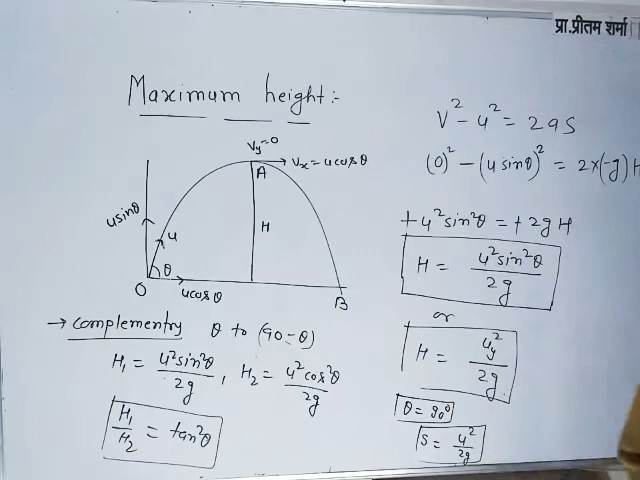 प्रा.प्रीतम शर्मा
Maximum height:-
Vy=0
Vx = ucosθ
A
usinθ
u
H
θ
O
ucosθ
B
→ Complementry θ to (90-θ)
H₁ = u²sin²θ / 2g , H₂ = u²cos²θ / 2g
H₁ / H₂ = tan²θ
V² - u² = 2as
(0)² - (u sinθ)² = 2×(-g) H
+u²sin²θ = +2gH
H = u²sin²θ / 2g
or
H = uy² / 2g
θ = 90°
S = u² / 2g